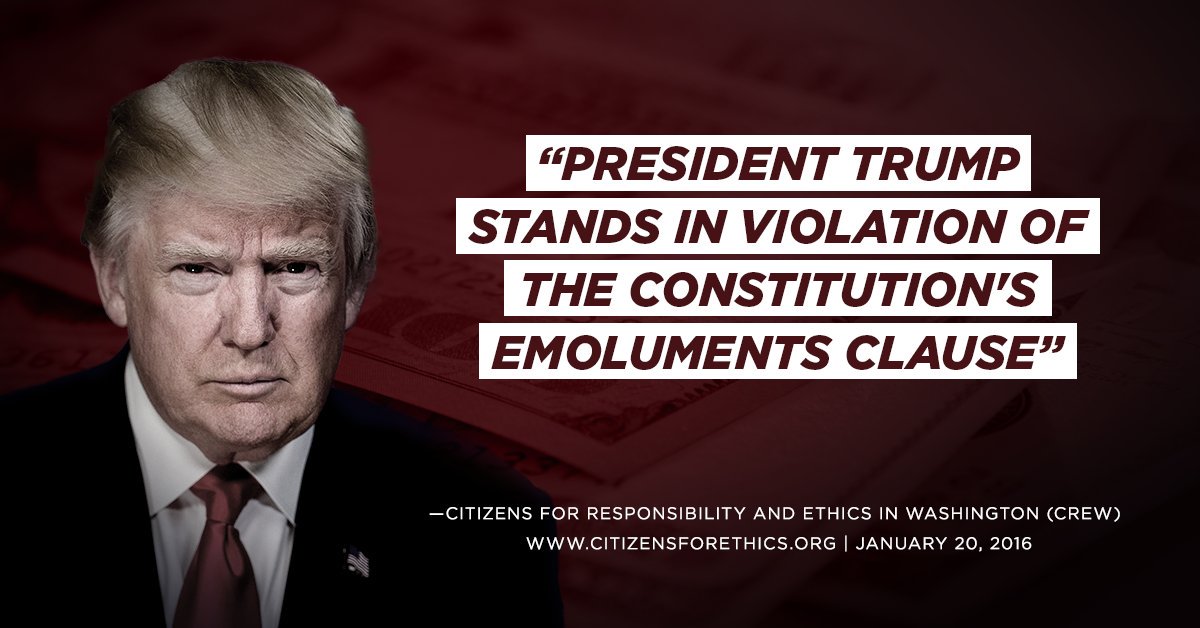 “PRESIDENT TRUMP
STANDS IN VIOLATION OF
THE CONSTITUTION'S
EMOLUMENTS CLAUSE”
—CITIZENS FOR RESPONSIBILITY AND ETHICS IN WASHINGTON (CREW)
WWW.CITIZENSFORETHICS.ORG | JANUARY 20, 2016